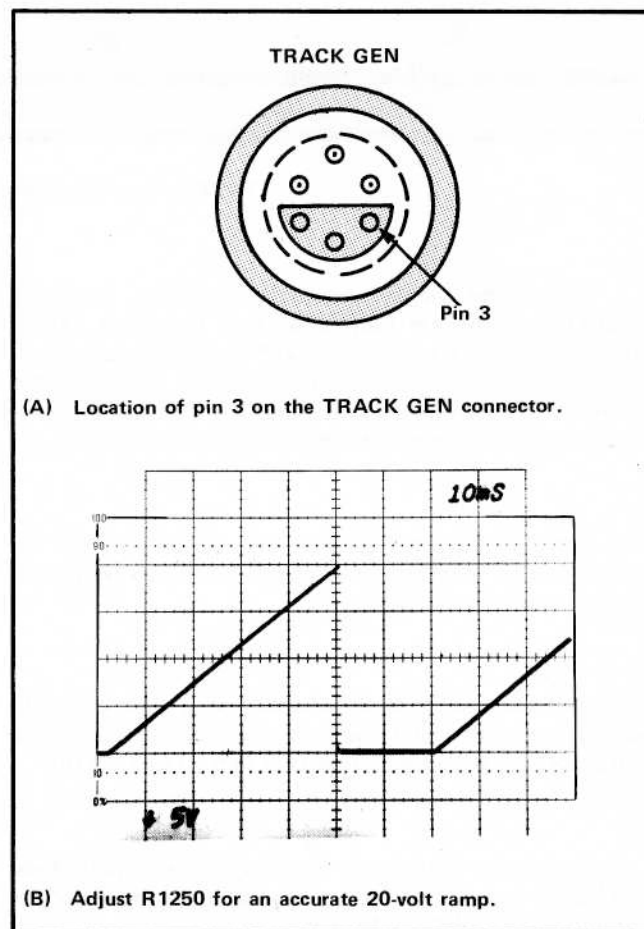 TRACK GEN
Pin 3
(A) Location of pin 3 on the TRACK GEN connector.
10mS
100
90
10
0%
↓ 5V
(B) Adjust R1250 for an accurate 20-volt ramp.